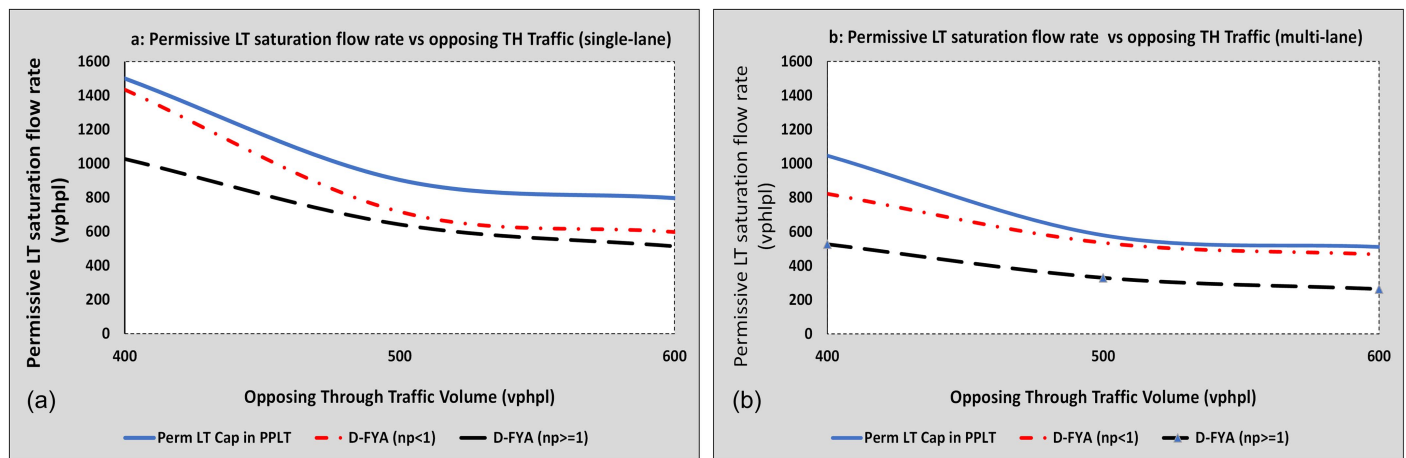 a: Permissive LT saturation flow rate vs opposing TH Traffic (single-lane)
Permissive LT saturation flow rate
(vphpl)
1600
1400
1200
1000
800
600
400
200
0
400
500
600
Opposing Through Traffic Volume (vphpl)
(a)
Perm LT Cap in PPLT
D-FYA (np<1)
D-FYA (np>=1)
b: Permissive LT saturation flow rate vs opposing TH Traffic (multi-lane)
Permissive LT saturation flow rate
(vphlpl)
1600
1400
1200
1000
800
600
400
200
0
400
500
600
Opposing Through Traffic Volume (vphpl)
(b)
Perm LT Cap in PPLT
D-FYA (np<1)
D-FYA (np>=1)